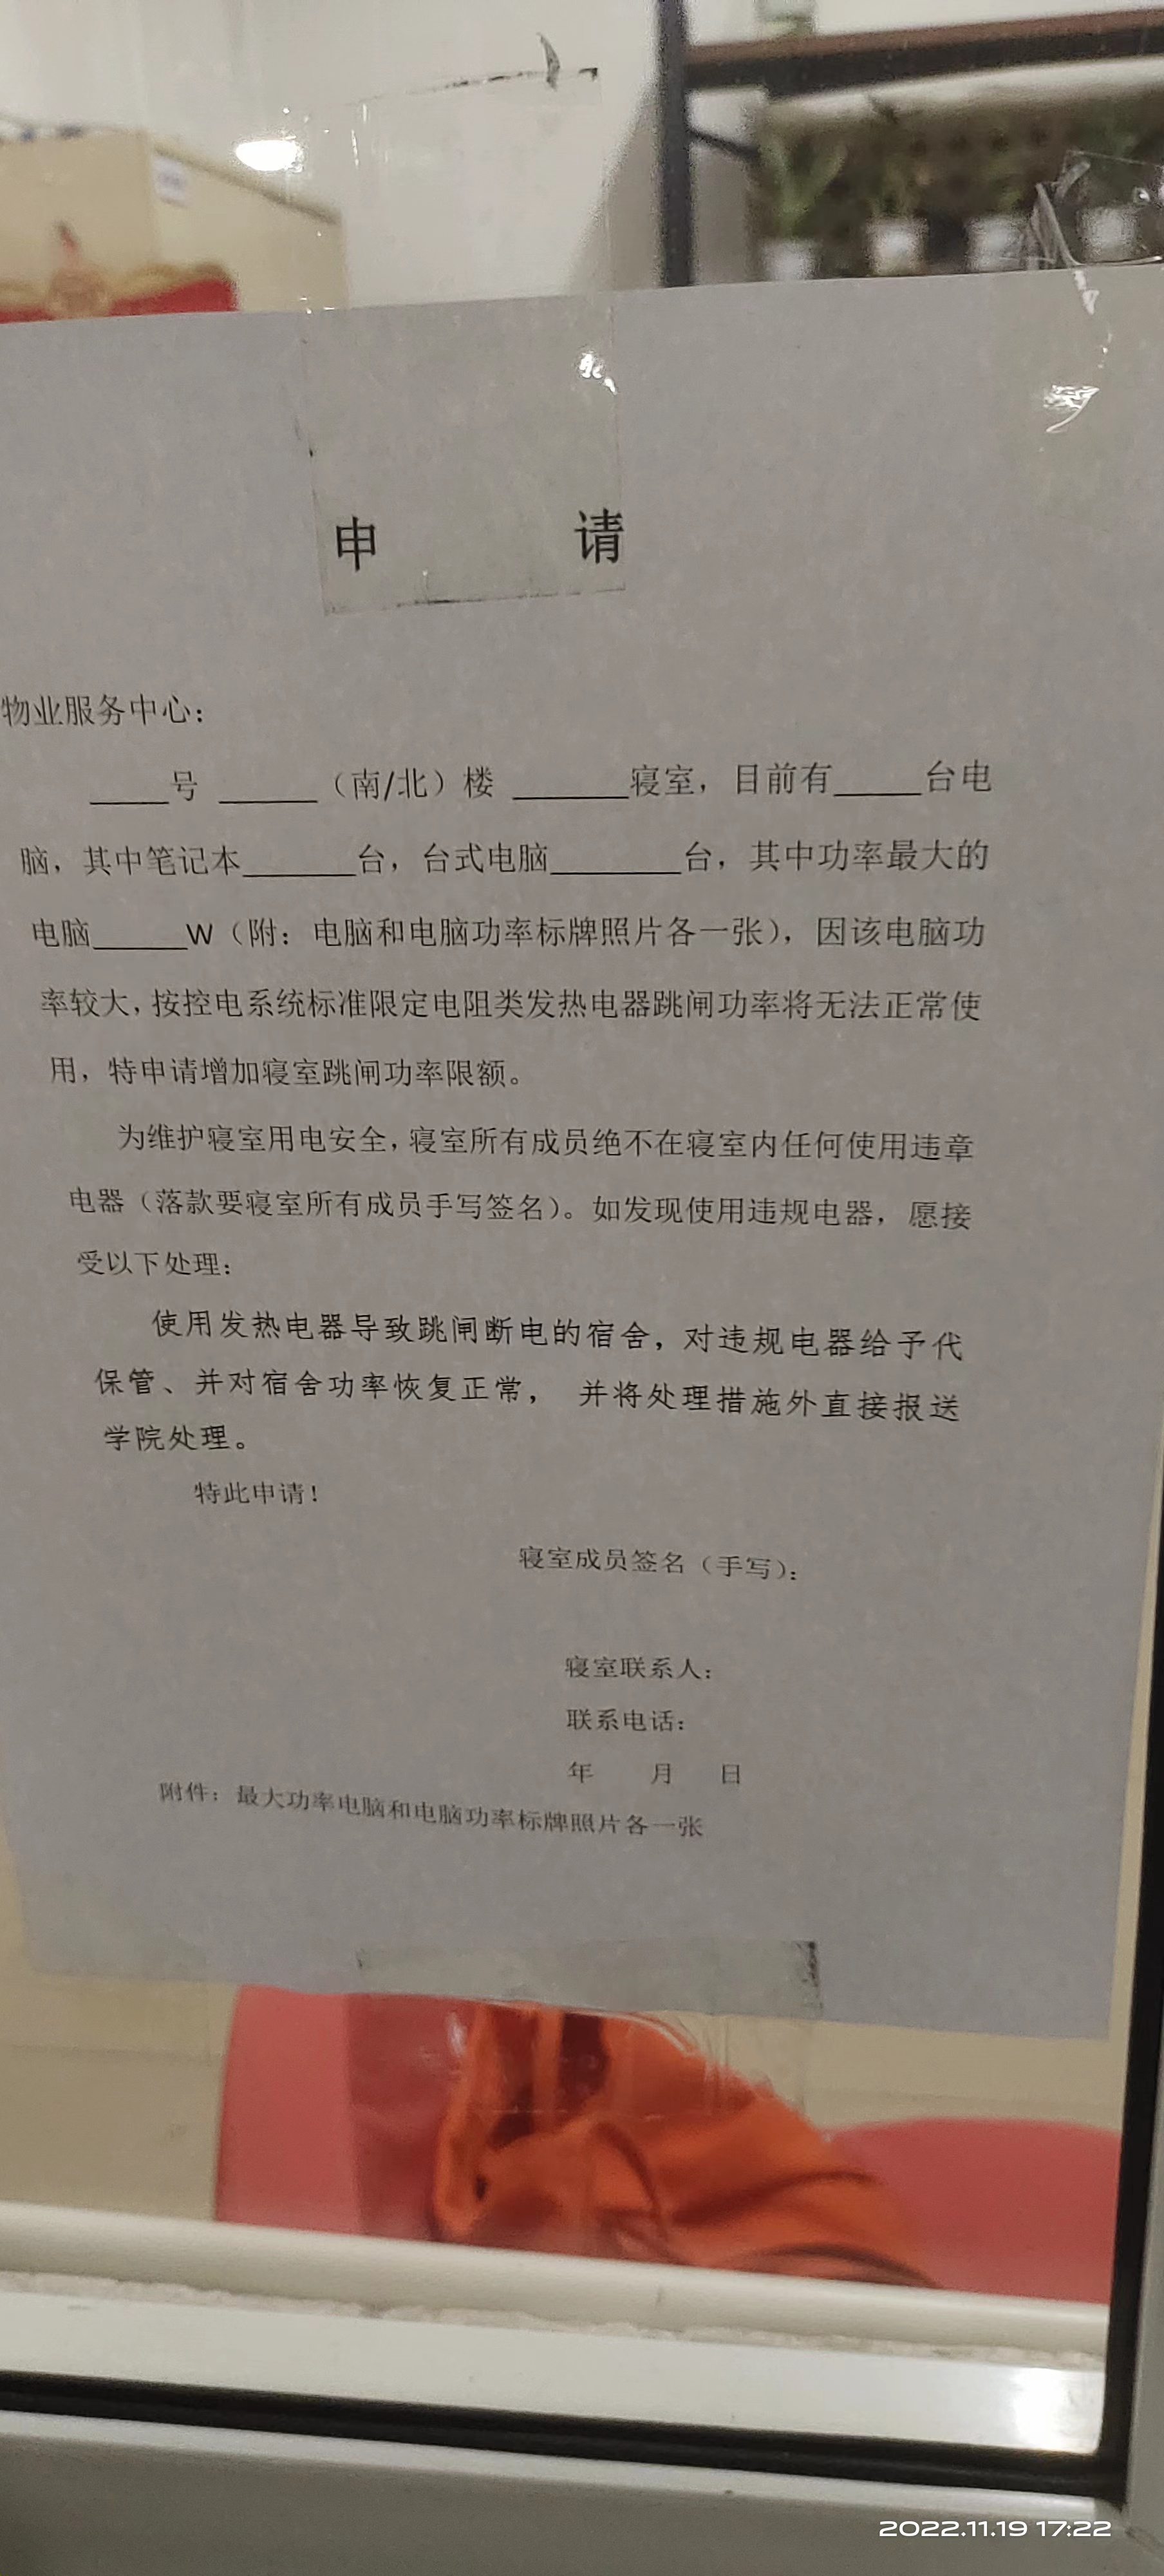 申 请
物业服务中心：
_____号 ______（南/北）楼 _______寝室，目前有_____台电
脑，其中笔记本_______台，台式电脑________台，其中功率最大的
电脑______W（附：电脑和电脑功率标牌照片各一张），因该电脑功
率较大，按控电系统标准限定电阻类发热电器跳闸功率将无法正常使
用，特申请增加寝室跳闸功率限额。
为维护寝室用电安全，寝室所有成员绝不在寝室内任何使用违章
电器（落款要寝室所有成员手写签名）。如发现使用违规电器，愿接
受以下处理：
使用发热电器导致跳闸断电的宿舍，对违规电器给予代
保管、并对宿舍功率恢复正常， 并将处理措施外直接报送
学院处理。
特此申请！
寝室成员签名（手写）：
寝室联系人：
联系电话：
年 月 日
附件：最大功率电脑和电脑功率标牌照片各一张
2022.11.19 17:22